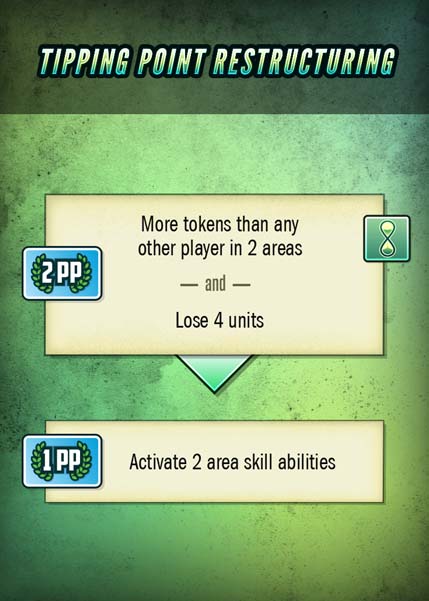 TIPPING POINT RESTRUCTURING
More tokens than any
other player in 2 areas
2 PP
— and —
Lose 4 units
1 PP
Activate 2 area skill abilities